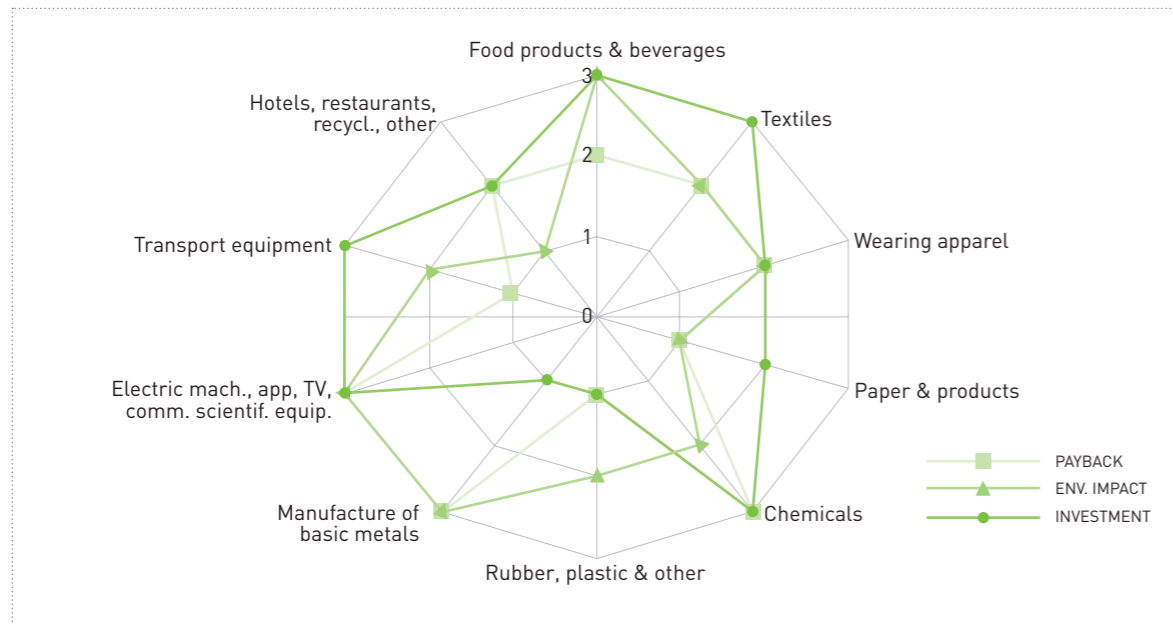 Food products & beverages
3
Hotels, restaurants,
recycl., other
Textiles
2
Transport equipment
1
Wearing apparel
0
Electric mach., app, TV,
comm. scientif. equip.
Paper & products
PAYBACK
ENV. IMPACT
INVESTMENT
Manufacture of
basic metals
Chemicals
Rubber, plastic & other